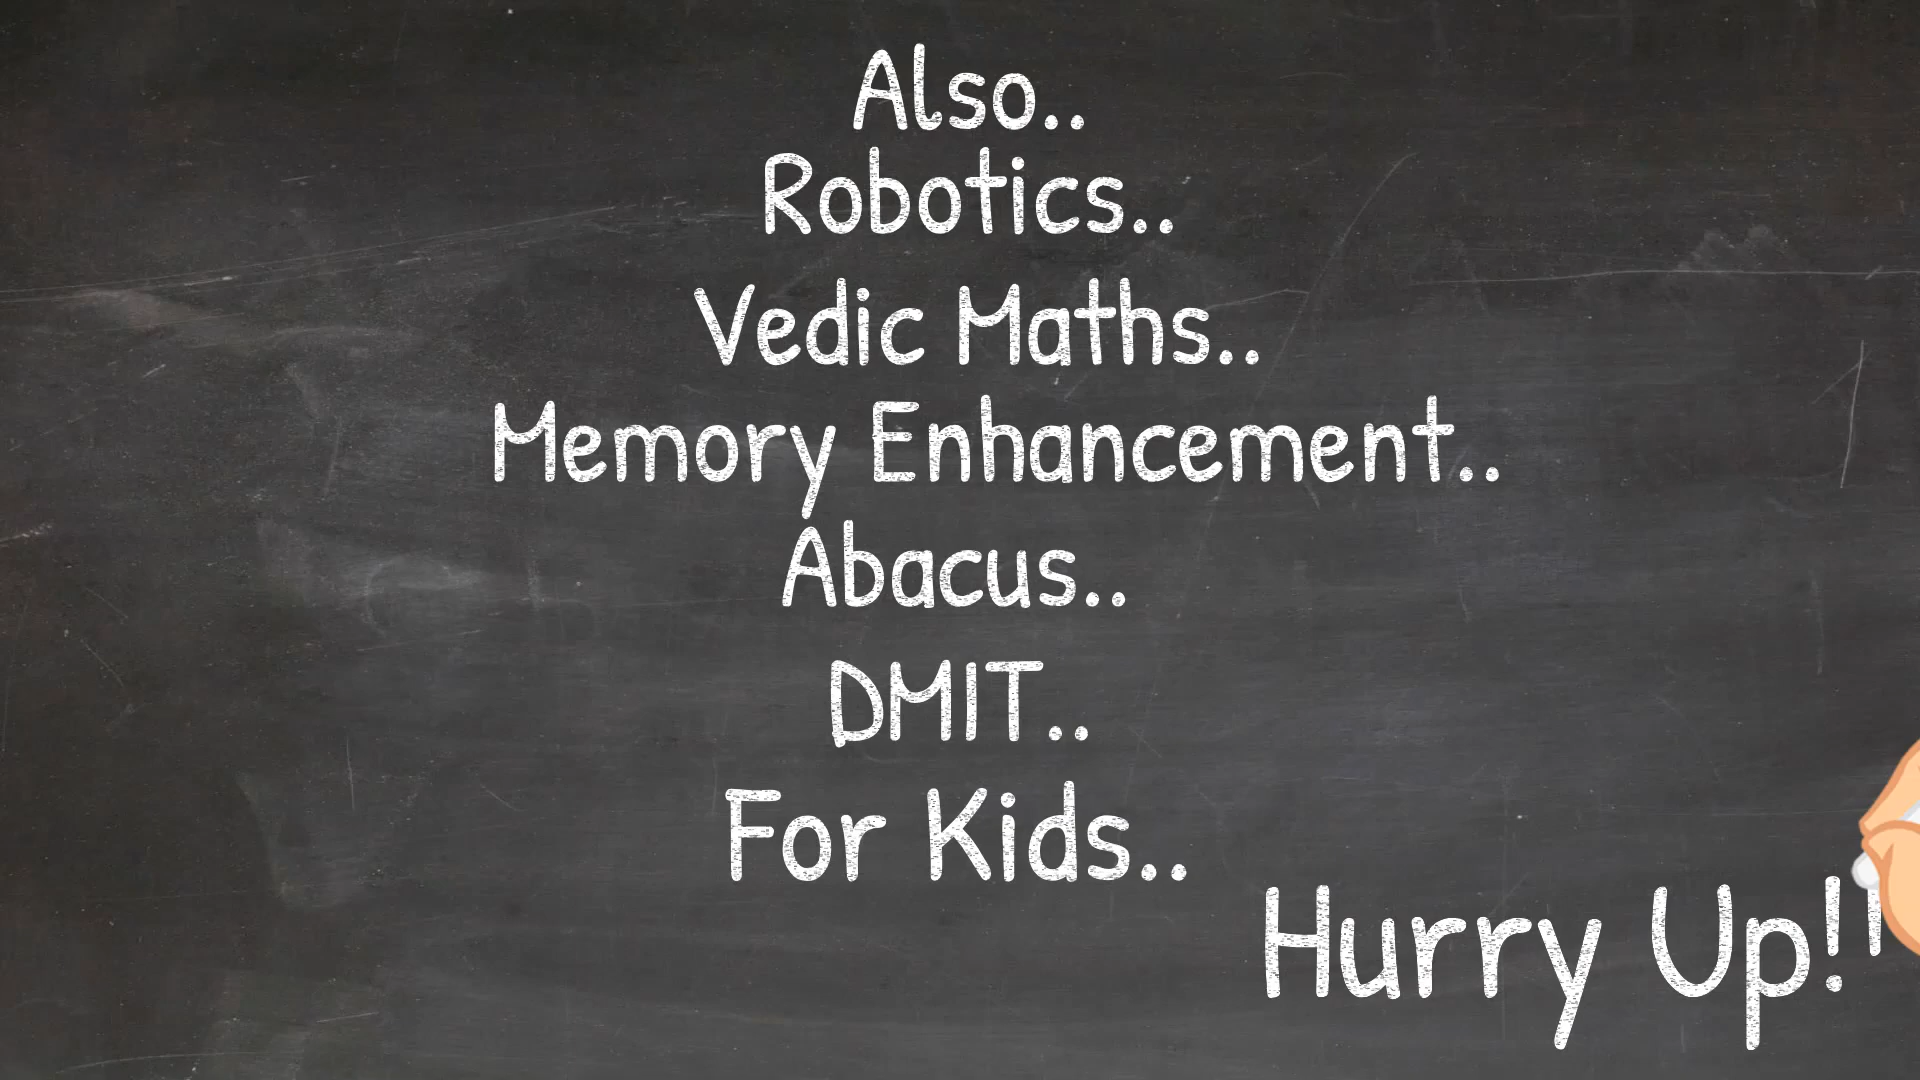 Also..
Robotics..
Vedic Maths..
Memory Enhancement..
Abacus..
DMIT..
For Kids..
Hurry Up!!